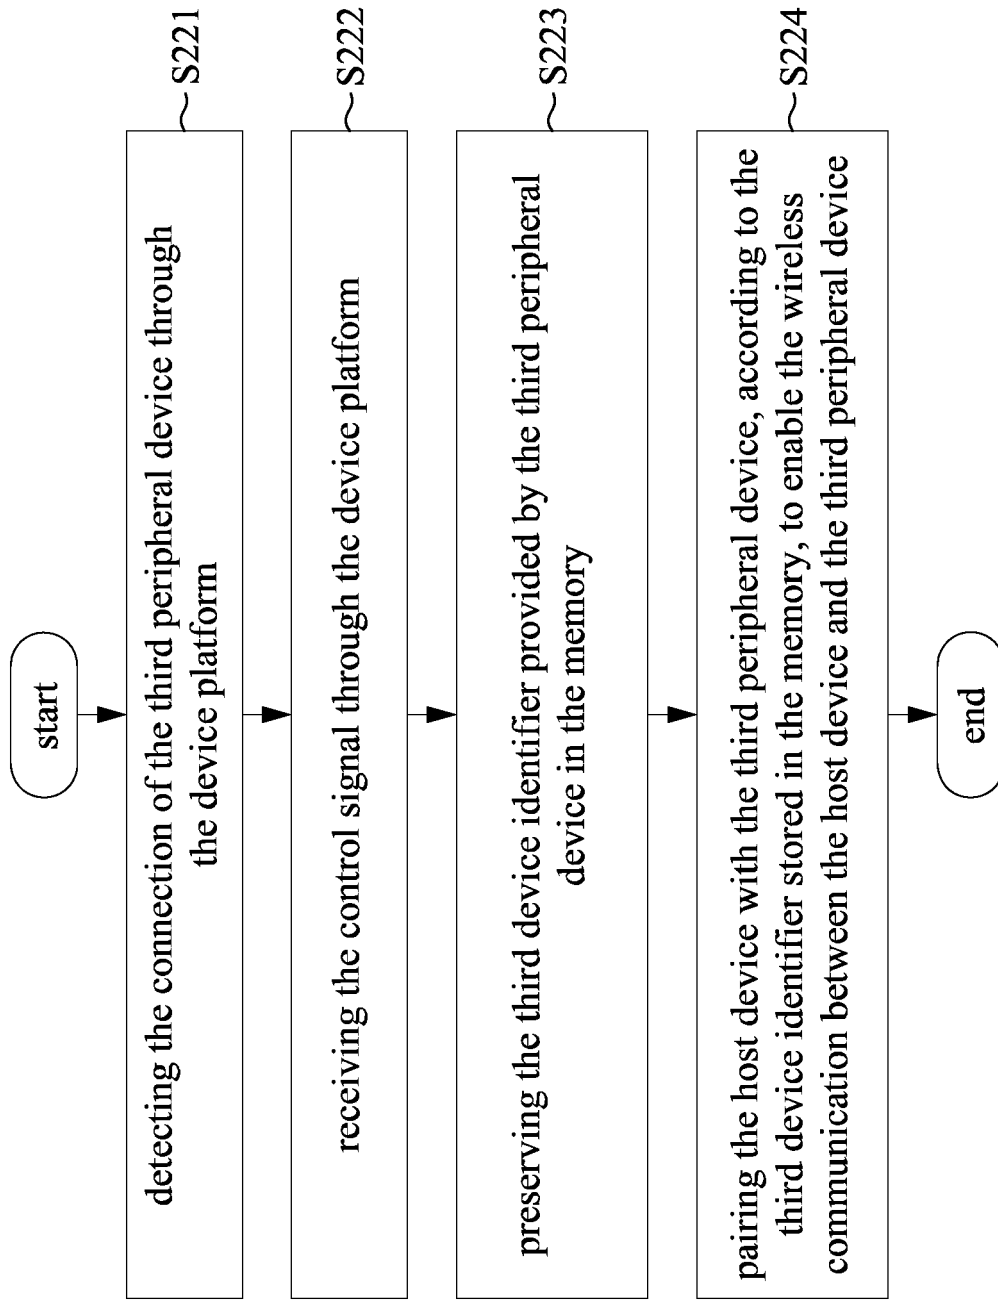 start
detecting the connection of the third peripheral device through
the device platform
S221
receiving the control signal through the device platform
S222
preserving the third device identifier provided by the third peripheral
device in the memory
S223
pairing the host device with the third peripheral device, according to the
third device identifier stored in the memory, to enable the wireless
communication between the host device and the third peripheral device
S224
end